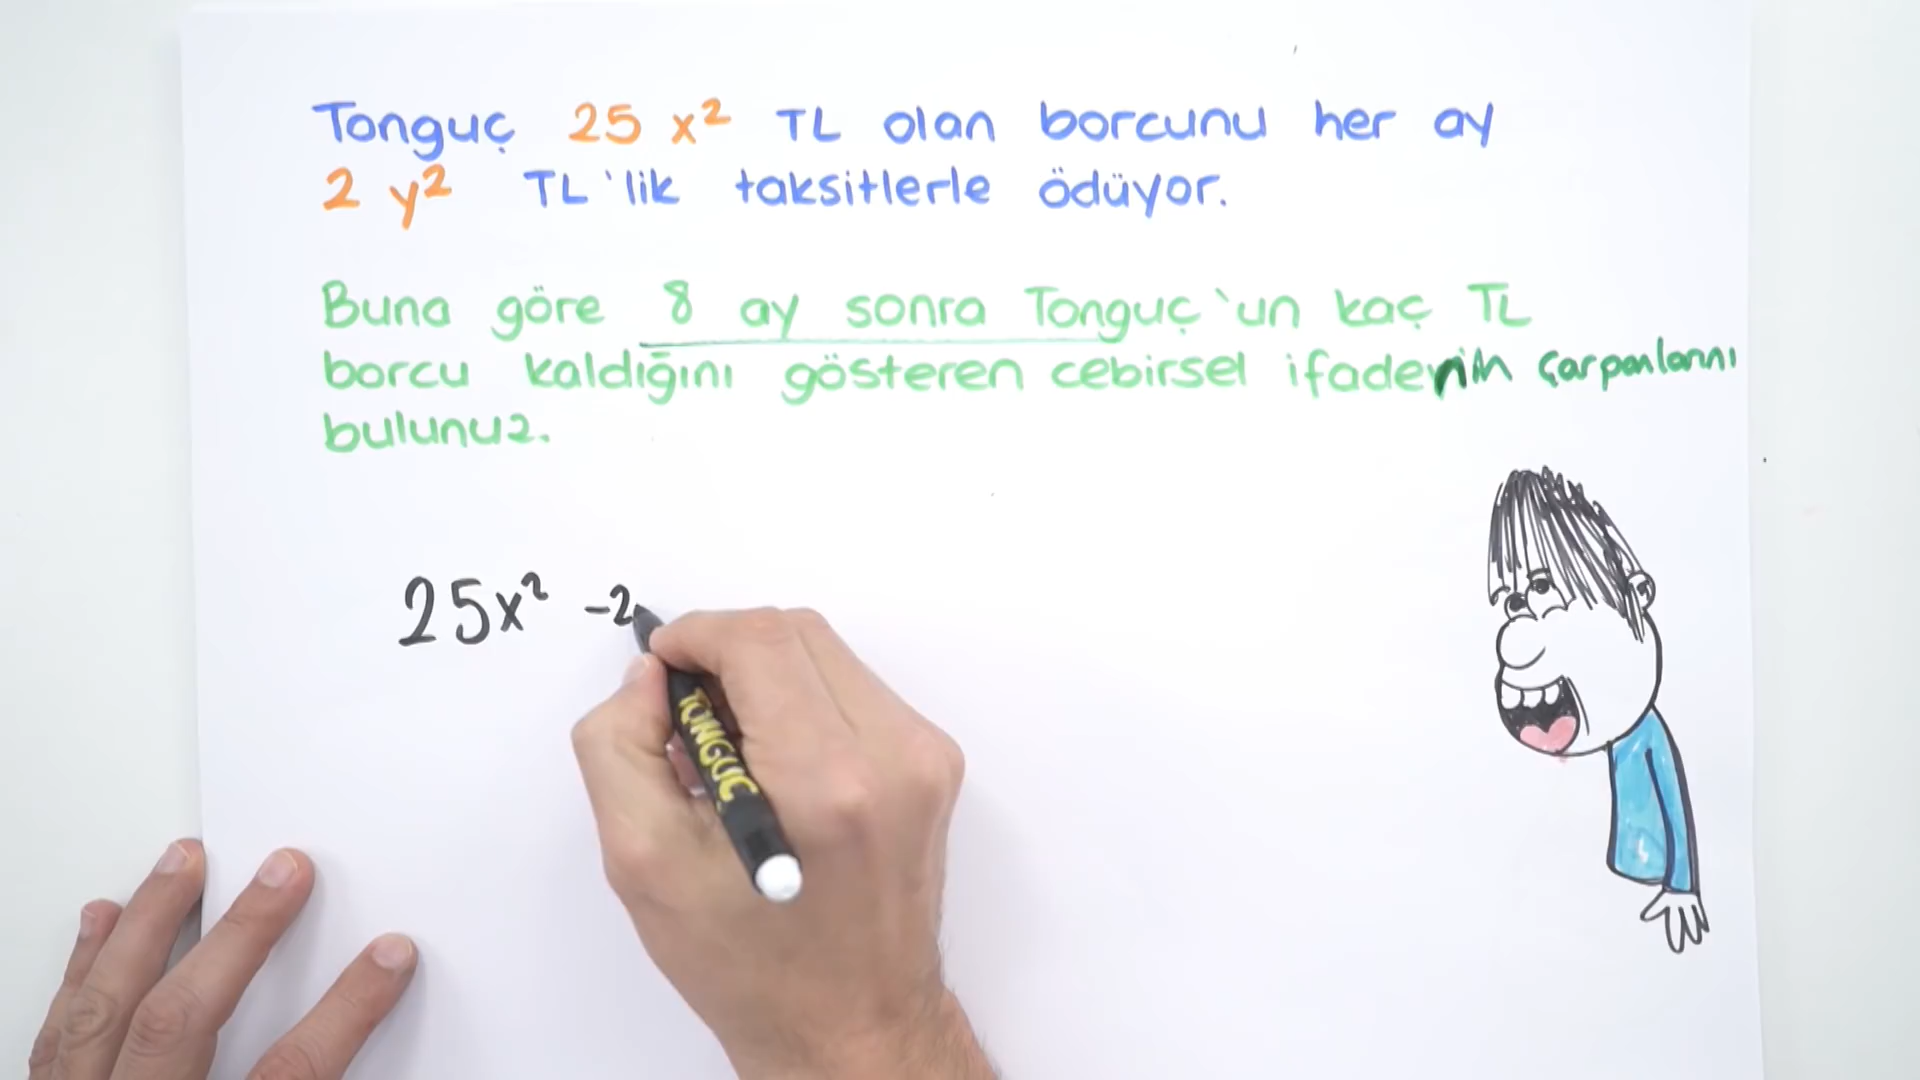 Tonguç 25 x² TL olan borcunu her ay
2 y² TL'lik taksitlerle ödüyor.
Buna göre 8 ay sonra Tonguç'un kaç TL
borcu kaldığını gösteren cebirsel ifadenin çarpanlarını
bulunuz.
25x² -2
TONGUÇ